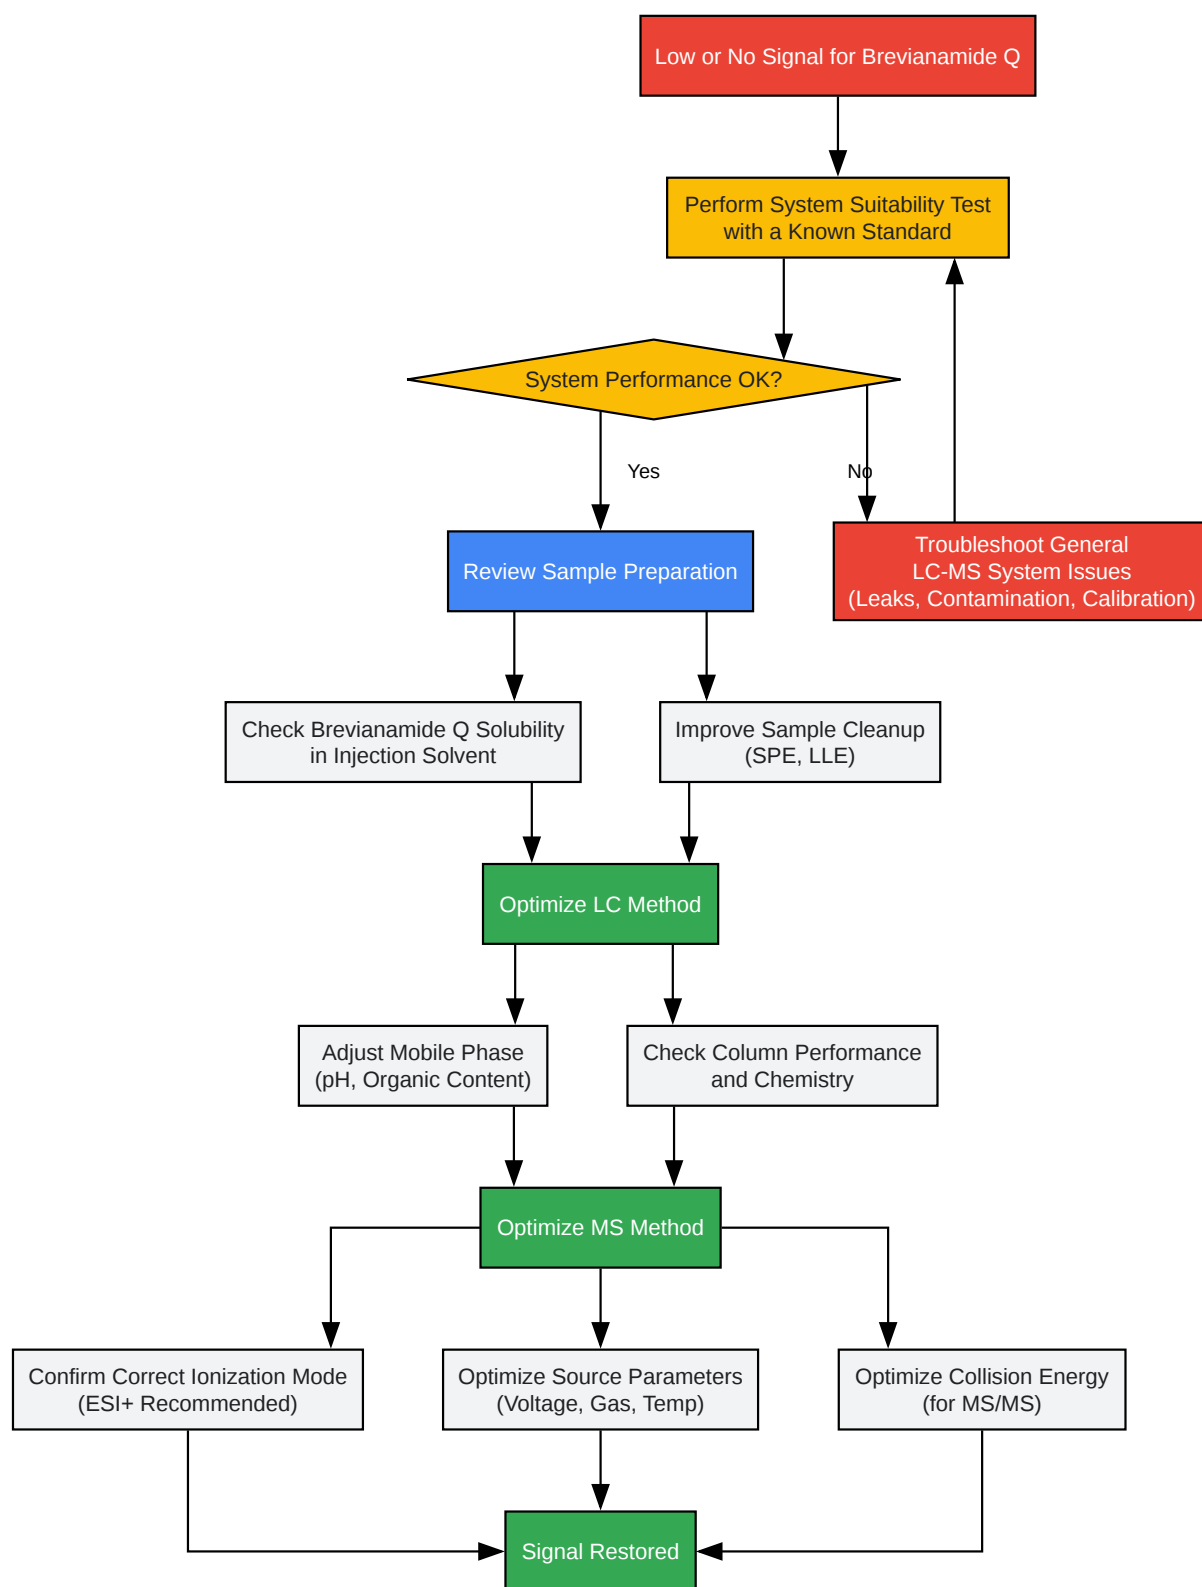 Low or No Signal for Brevianamide Q
Perform System Suitability Test
with a Known Standard
System Performance OK?
Yes
No
Review Sample Preparation
Troubleshoot General
LC-MS System Issues
(Leaks, Contamination, Calibration)
Check Brevianamide Q Solubility
in Injection Solvent
Improve Sample Cleanup
(SPE, LLE)
Optimize LC Method
Adjust Mobile Phase
(pH, Organic Content)
Check Column Performance
and Chemistry
Optimize MS Method
Confirm Correct Ionization Mode
(ESI+ Recommended)
Optimize Source Parameters
(Voltage, Gas, Temp)
Optimize Collision Energy
(for MS/MS)
Signal Restored